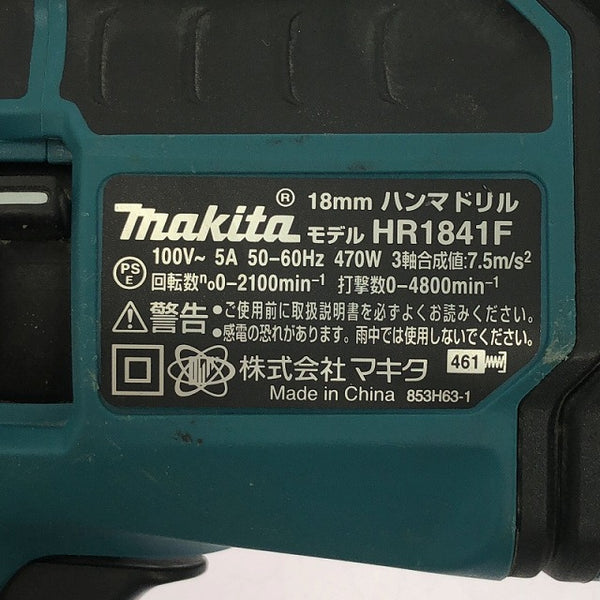 ® 18mm ハンマドリル
makita モデル HR1841F
100V~ 5A 50-60Hz 470W 3軸合成値:7.5m/s²
PS E 回転数 n₀0-2100min⁻¹ 打撃数0-4800min⁻¹
警告 •ご使用前に取扱説明書を必ずよくお読みください。
•感電の恐れがあります。雨中では使用しないでください。
株式会社マキタ 461
Made in China 853H63-1